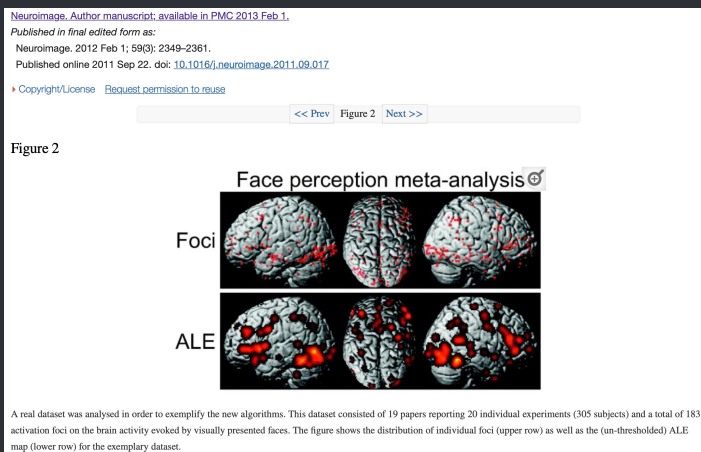 Neuroimage. Author manuscript; available in PMC 2013 Feb 1.
Published in final edited form as:
Neuroimage. 2012 Feb 1; 59(3): 2349–2361.
Published online 2011 Sep 22. doi: 10.1016/j.neuroimage.2011.09.017
Copyright/License Request permission to reuse
<< Prev Figure 2 Next >>
Figure 2
Face perception meta-analysis
Foci
ALE
A real dataset was analysed in order to exemplify the new algorithms. This dataset consisted of 19 papers reporting 20 individual experiments (305 subjects) and a total of 183
activation foci on the brain activity evoked by visually presented faces. The figure shows the distribution of individual foci (upper row) as well as the (un-thresholded) ALE
map (lower row) for the exemplary dataset.